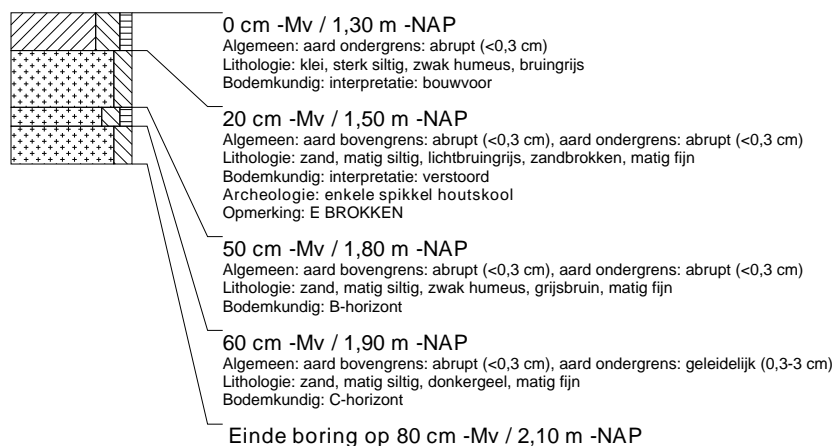 0 cm -Mv / 1,30 m -NAP
Algemeen: aard ondergrens: abrupt (<0,3 cm)
Lithologie: klei, sterk siltig, zwak humeus, bruingrijs
Bodemkundig: interpretatie: bouwvoor
20 cm -Mv / 1,50 m -NAP
Algemeen: aard bovengrens: abrupt (<0,3 cm), aard ondergrens: abrupt (<0,3 cm)
Lithologie: zand, matig siltig, lichtbruingrijs, zandbrokken, matig fijn
Bodemkundig: interpretatie: verstoord
Archeologie: enkele spikkel houtskool
Opmerking: E BROKKEN
50 cm -Mv / 1,80 m -NAP
Algemeen: aard bovengrens: abrupt (<0,3 cm), aard ondergrens: abrupt (<0,3 cm)
Lithologie: zand, matig siltig, zwak humeus, grijsbruin, matig fijn
Bodemkundig: B-horizont
60 cm -Mv / 1,90 m -NAP
Algemeen: aard bovengrens: abrupt (<0,3 cm), aard ondergrens: geleidelijk (0,3-3 cm)
Lithologie: zand, matig siltig, donkergeel, matig fijn
Bodemkundig: C-horizont
Einde boring op 80 cm -Mv / 2,10 m -NAP